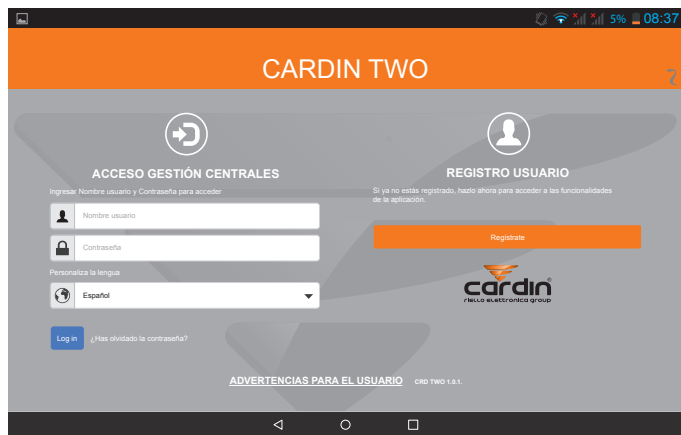 5% 08:37
CARDIN TWO
7
ACCESO GESTIÓN CENTRALES
Ingresar Nombre usuario y Contraseña para acceder
Nombre usuario
Contraseña
Personaliza la lengua
Español
Log in ¿Has olvidado la contraseña?
REGISTRO USUARIO
Si ya no estás registrado, hazlo ahora para acceder a las funcionalidades
de la aplicación.
Regístrate
cardin
riello elettronica group
ADVERTENCIAS PARA EL USUARIO CRD TWO 1.0.1.